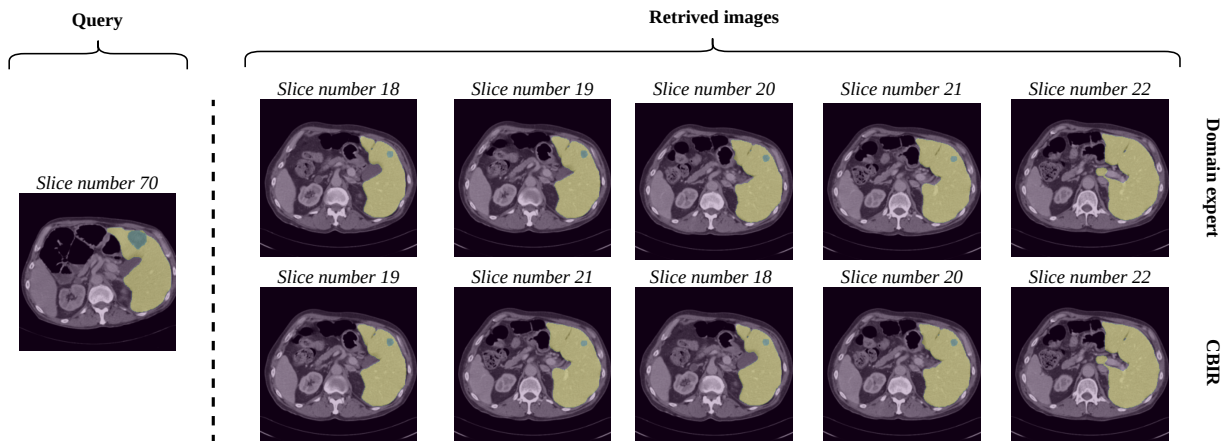 Query
Retrived images
Slice number 70
Slice number 18
Slice number 19
Slice number 20
Slice number 21
Slice number 22
Domain expert
Slice number 19
Slice number 21
Slice number 18
Slice number 20
Slice number 22
CBIR